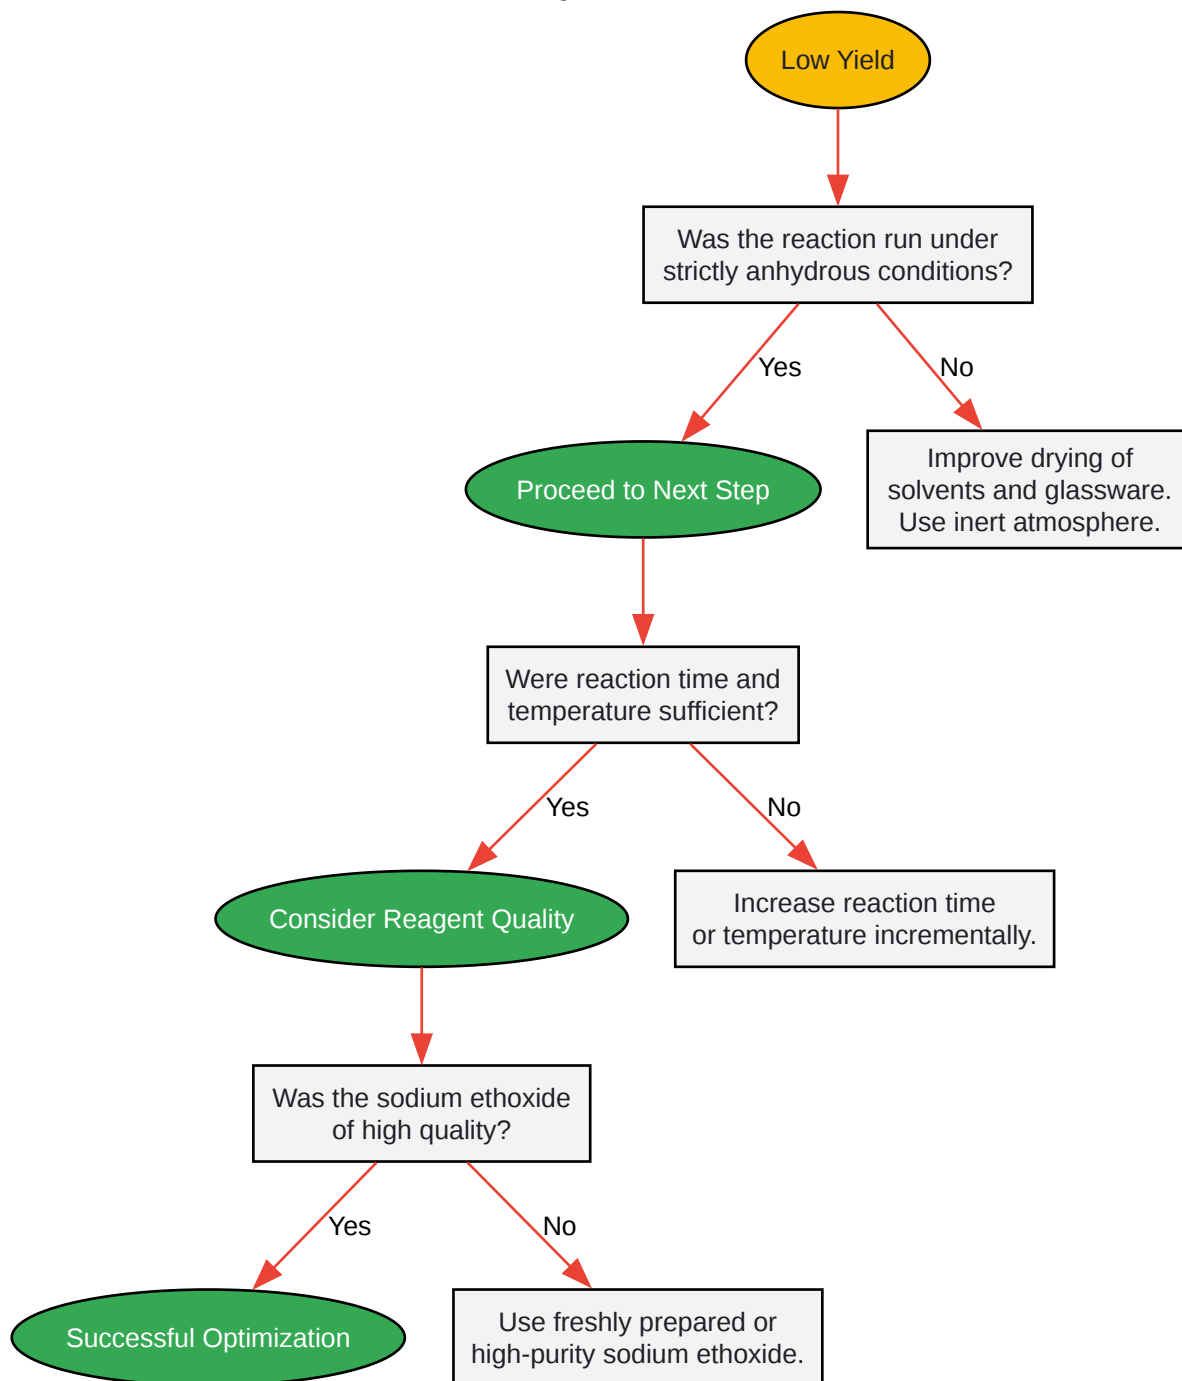 Low Yield
Was the reaction run under
strictly anhydrous conditions?
Yes
No
Proceed to Next Step
Improve drying of
solvents and glassware.
Use inert atmosphere.
Were reaction time and
temperature sufficient?
Yes
No
Consider Reagent Quality
Increase reaction time
or temperature incrementally.
Was the sodium ethoxide
of high quality?
Yes
No
Successful Optimization
Use freshly prepared or
high-purity sodium ethoxide.